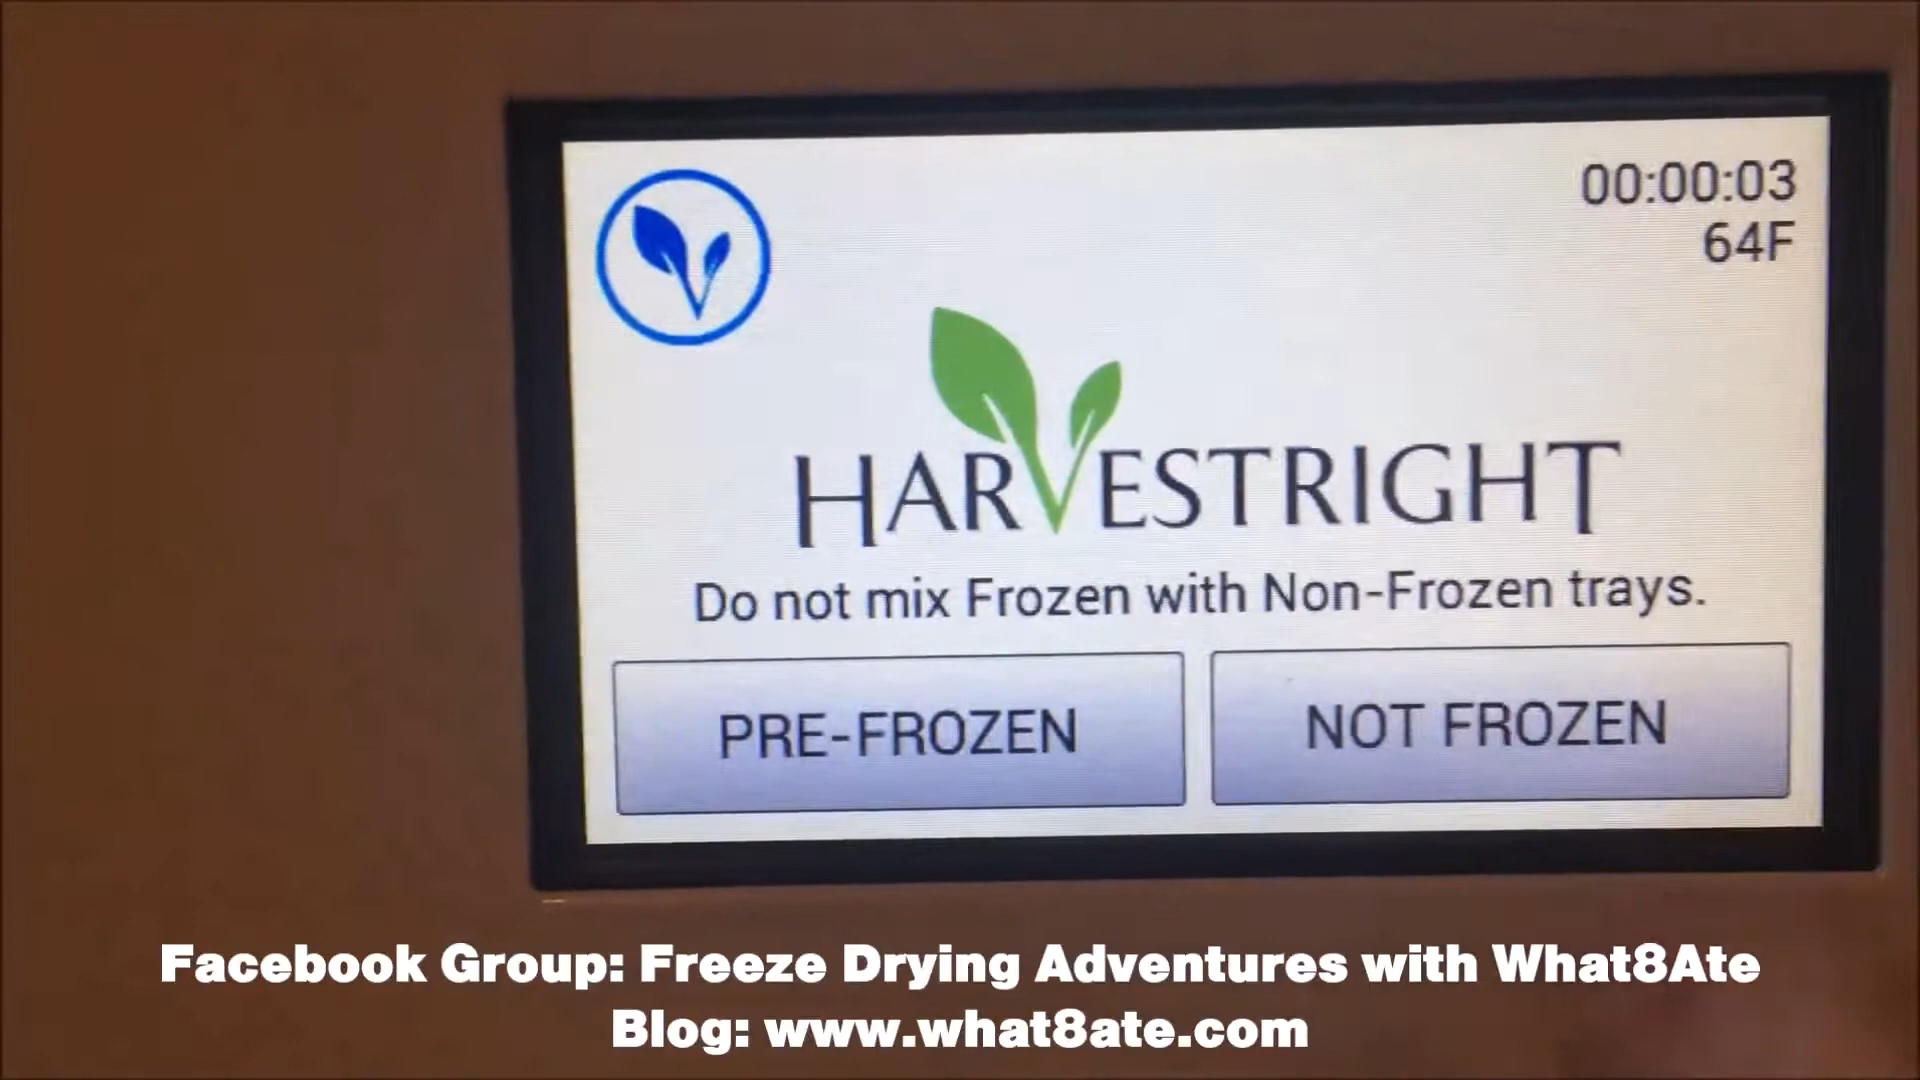 00:00:03
64F
HARVESTRIGHT
Do not mix Frozen with Non-Frozen trays.
PRE-FROZEN
NOT FROZEN
Facebook Group: Freeze Drying Adventures with What8Ate
Blog: www.what8ate.com